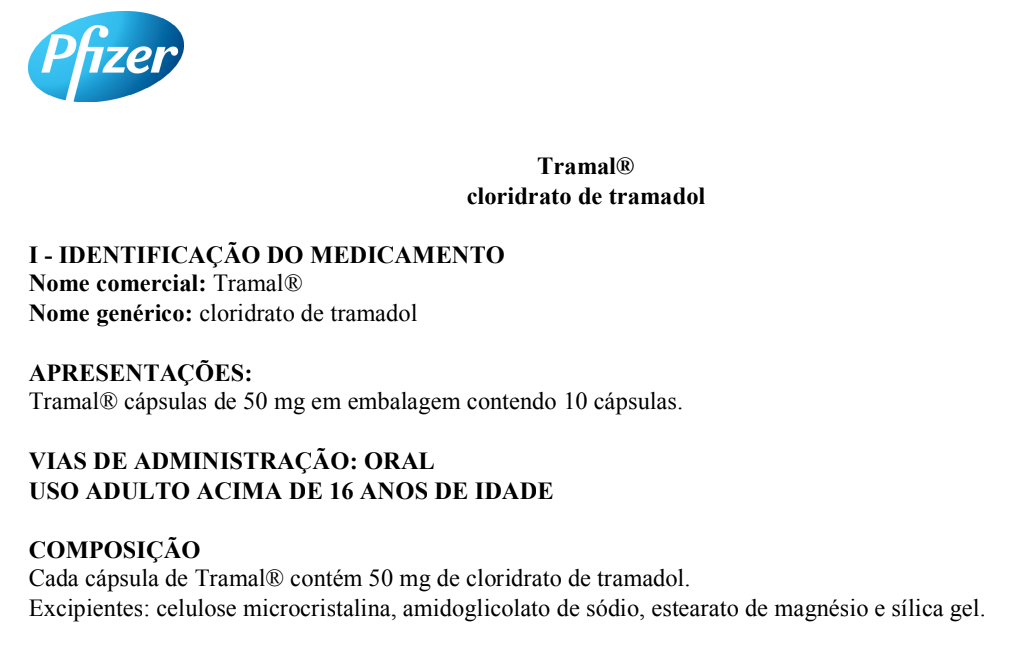 Pfizer
Tramal®
cloridrato de tramadol
I - IDENTIFICAÇÃO DO MEDICAMENTO
Nome comercial: Tramal®
Nome genérico: cloridrato de tramadol
APRESENTAÇÕES:
Tramal® cápsulas de 50 mg em embalagem contendo 10 cápsulas.
VIAS DE ADMINISTRAÇÃO: ORAL
USO ADULTO ACIMA DE 16 ANOS DE IDADE
COMPOSIÇÃO
Cada cápsula de Tramal® contém 50 mg de cloridrato de tramadol.
Excipientes: celulose microcristalina, amidoglicolato de sódio, estearato de magnésio e sílica gel.